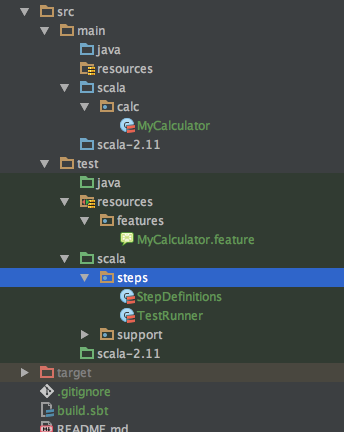 src
main
java
resources
scala
calc
MyCalculator
scala-2.11
test
java
resources
features
MyCalculator.feature
scala
steps
StepDefinitions
TestRunner
support
scala-2.11
target
.gitignore
build.sbt
README.md